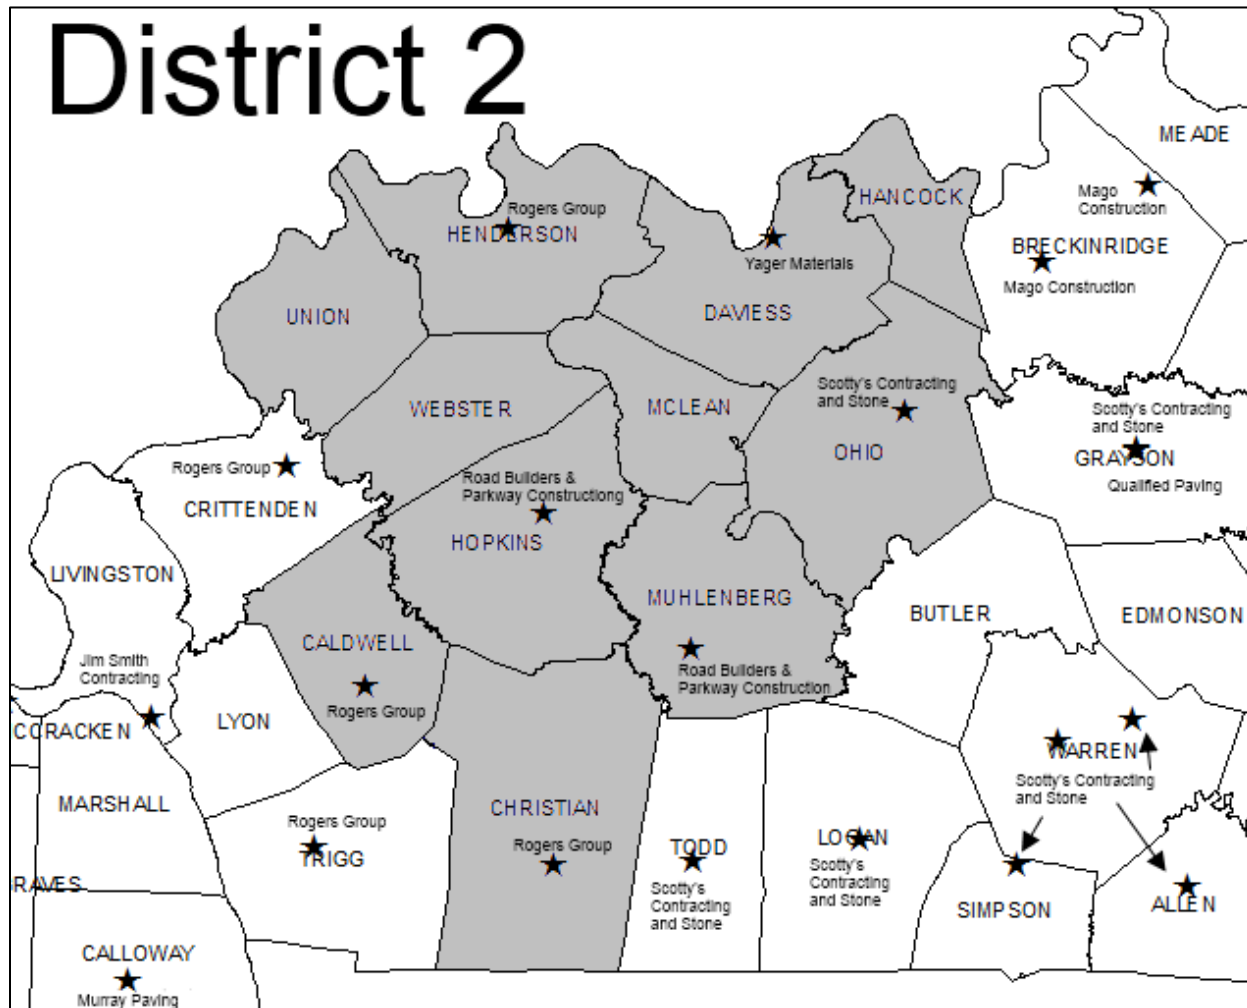 District 2
MEADE
HANCOCK
Mago
Construction
Rogers Group
HENDERSON
BRECKINRIDGE
Yager Materials
Mago Construction
UNION
DAVIESS
Scotty's Contracting
and Stone
WEBSTER
MCLEAN
Scotty's Contracting
and Stone
OHIO
GRAYSON
Qualified Paving
Rogers Group
CRITTENDEN
Road Builders &
Parkway Constructiong
HOPKINS
LIVINGSTON
MUHLENBERG
BUTLER
EDMONSON
CALDWELL
Jim Smith
Contracting
Road Builders &
Parkway Construction
Rogers Group
LYON
CCRACKEN
WARREN
Scotty's Contracting
and Stone
MARSHALL
CHRISTIAN
Rogers Group
TRIGG
Rogers Group
TODD
Scotty's
Contracting
and Stone
LOGAN
Scotty's
Contracting
and Stone
RAVES
SIMPSON
ALLEN
CALLOWAY
Murray Paving